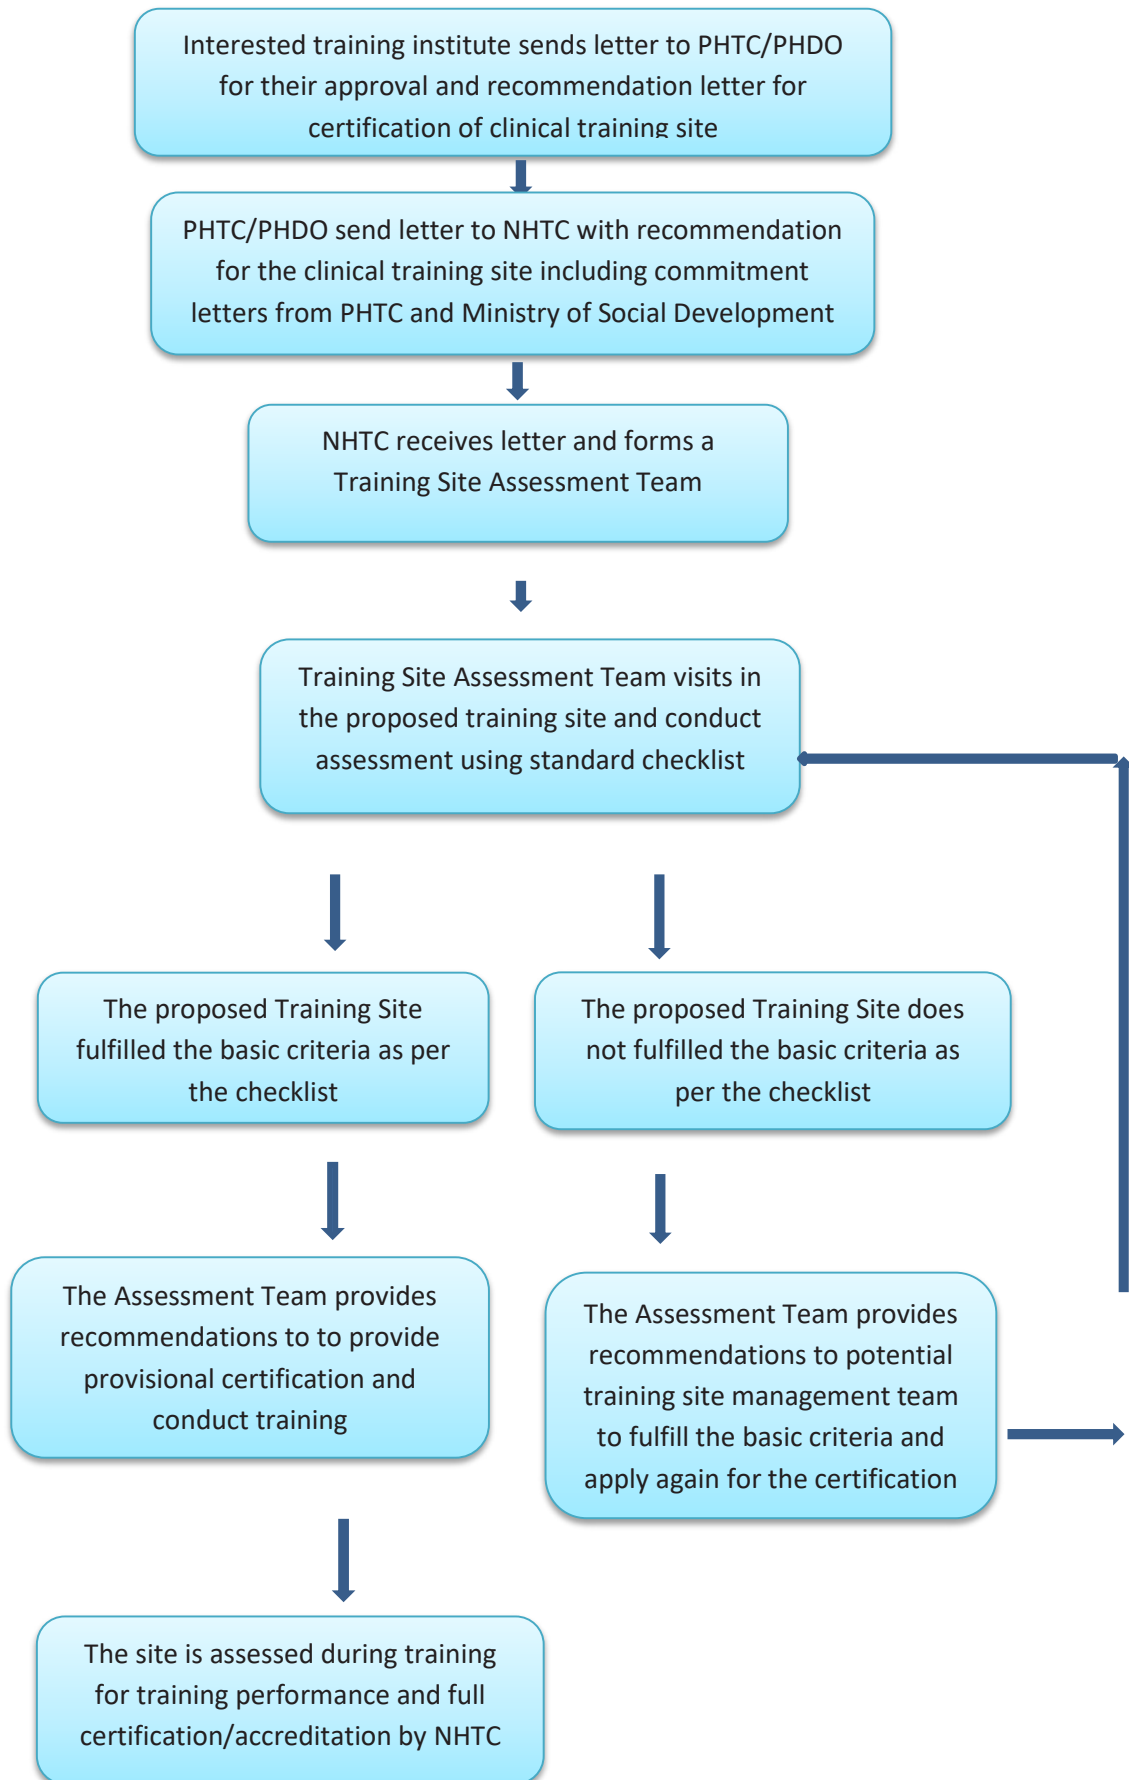 Interested training institute sends letter to PHTC/PHDO
for their approval and recommendation letter for
certification of clinical training site
PHTC/PHDO send letter to NHTC with recommendation
for the clinical training site including commitment
letters from PHTC and Ministry of Social Development
NHTC receives letter and forms a
Training Site Assessment Team
Training Site Assessment Team visits in
the proposed training site and conduct
assessment using standard checklist
The proposed Training Site
fulfilled the basic criteria as per
the checklist
The proposed Training Site does
not fulfilled the basic criteria as
per the checklist
The Assessment Team provides
recommendations to to provide
provisional certification and
conduct training
The Assessment Team provides
recommendations to potential
training site management team
to fulfill the basic criteria and
apply again for the certification
The site is assessed during training
for training performance and full
certification/accreditation by NHTC